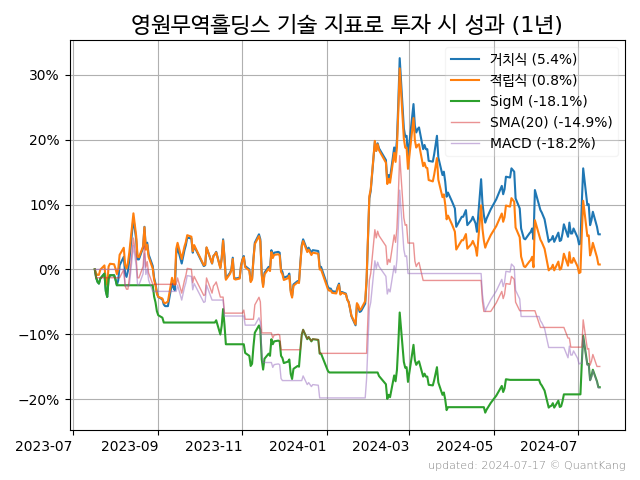 영원무역홀딩스 기술 지표로 투자 시 성과 (1년)
거치식 (5.4%)
적립식 (0.8%)
SigM (-18.1%)
SMA(20) (-14.9%)
MACD (-18.2%)
30%
20%
10%
0%
−10%
−20%
2023-07 2023-09 2023-11 2024-01 2024-03 2024-05 2024-07
updated: 2024-07-17 © QuantKang